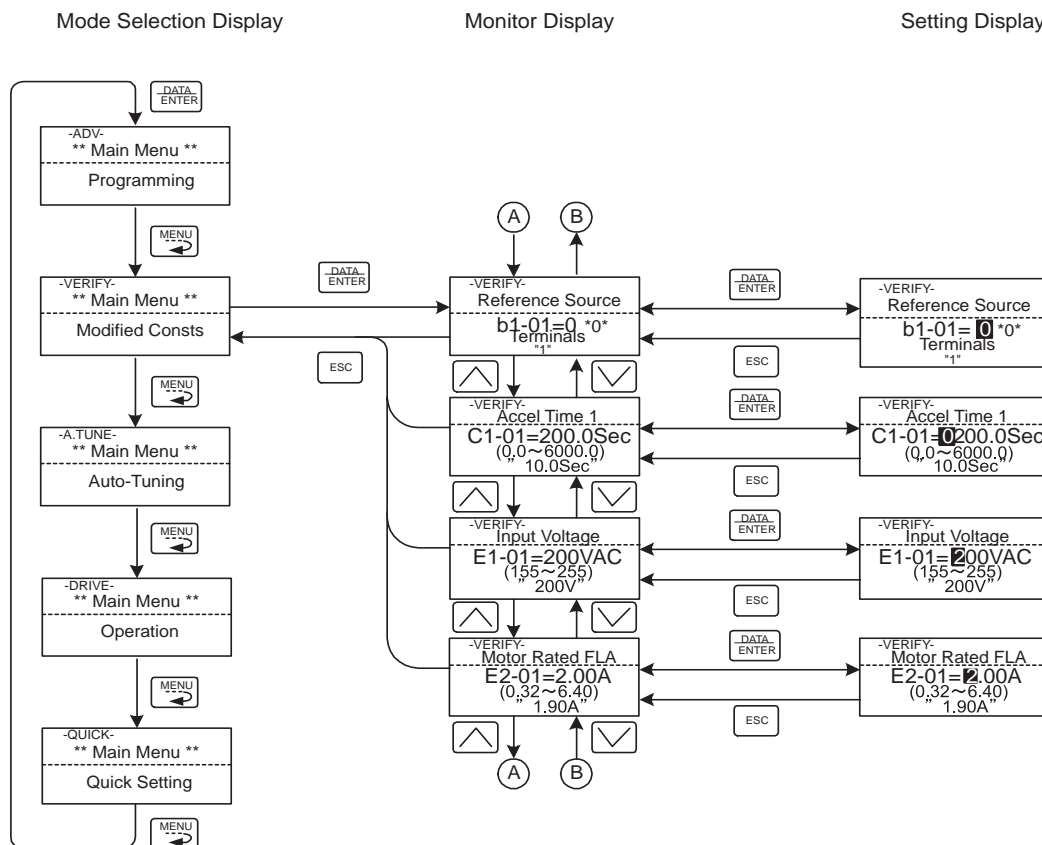 Mode Selection Display
Monitor Display
Setting Display
DATA
ENTER
-ADV-
** Main Menu **
Programming
MENU
-VERIFY-
** Main Menu **
Modified Consts
MENU
-A.TUNE-
** Main Menu **
Auto-Tuning
MENU
-DRIVE-
** Main Menu **
Operation
MENU
-QUICK-
** Main Menu **
Quick Setting
MENU
DATA
ENTER
ESC
A
B
-VERIFY-
Reference Source
b1-01=0 *0*
Terminals
"1"
-VERIFY-
Accel Time 1
C1-01=200.0Sec
(0.0~6000.0)
” 10.0Sec”
-VERIFY-
Input Voltage
E1-01=200VAC
(155~255)
” 200V”
-VERIFY-
Motor Rated FLA
E2-01=2.00A
(0.32~6.40)
” 1.90A”
A
B
DATA
ENTER
ESC
DATA
ENTER
ESC
DATA
ENTER
ESC
DATA
ENTER
ESC
-VERIFY-
Reference Source
b1-01= 0 *0*
Terminals
"1"
-VERIFY-
Accel Time 1
C1-01=0200.0Sec
(0.0~6000.0)
” 10.0Sec”
-VERIFY-
Input Voltage
E1-01=200VAC
(155~255)
” 200V”
-VERIFY-
Motor Rated FLA
E2-01=2.00A
(0.32~6.40)
” 1.90A”